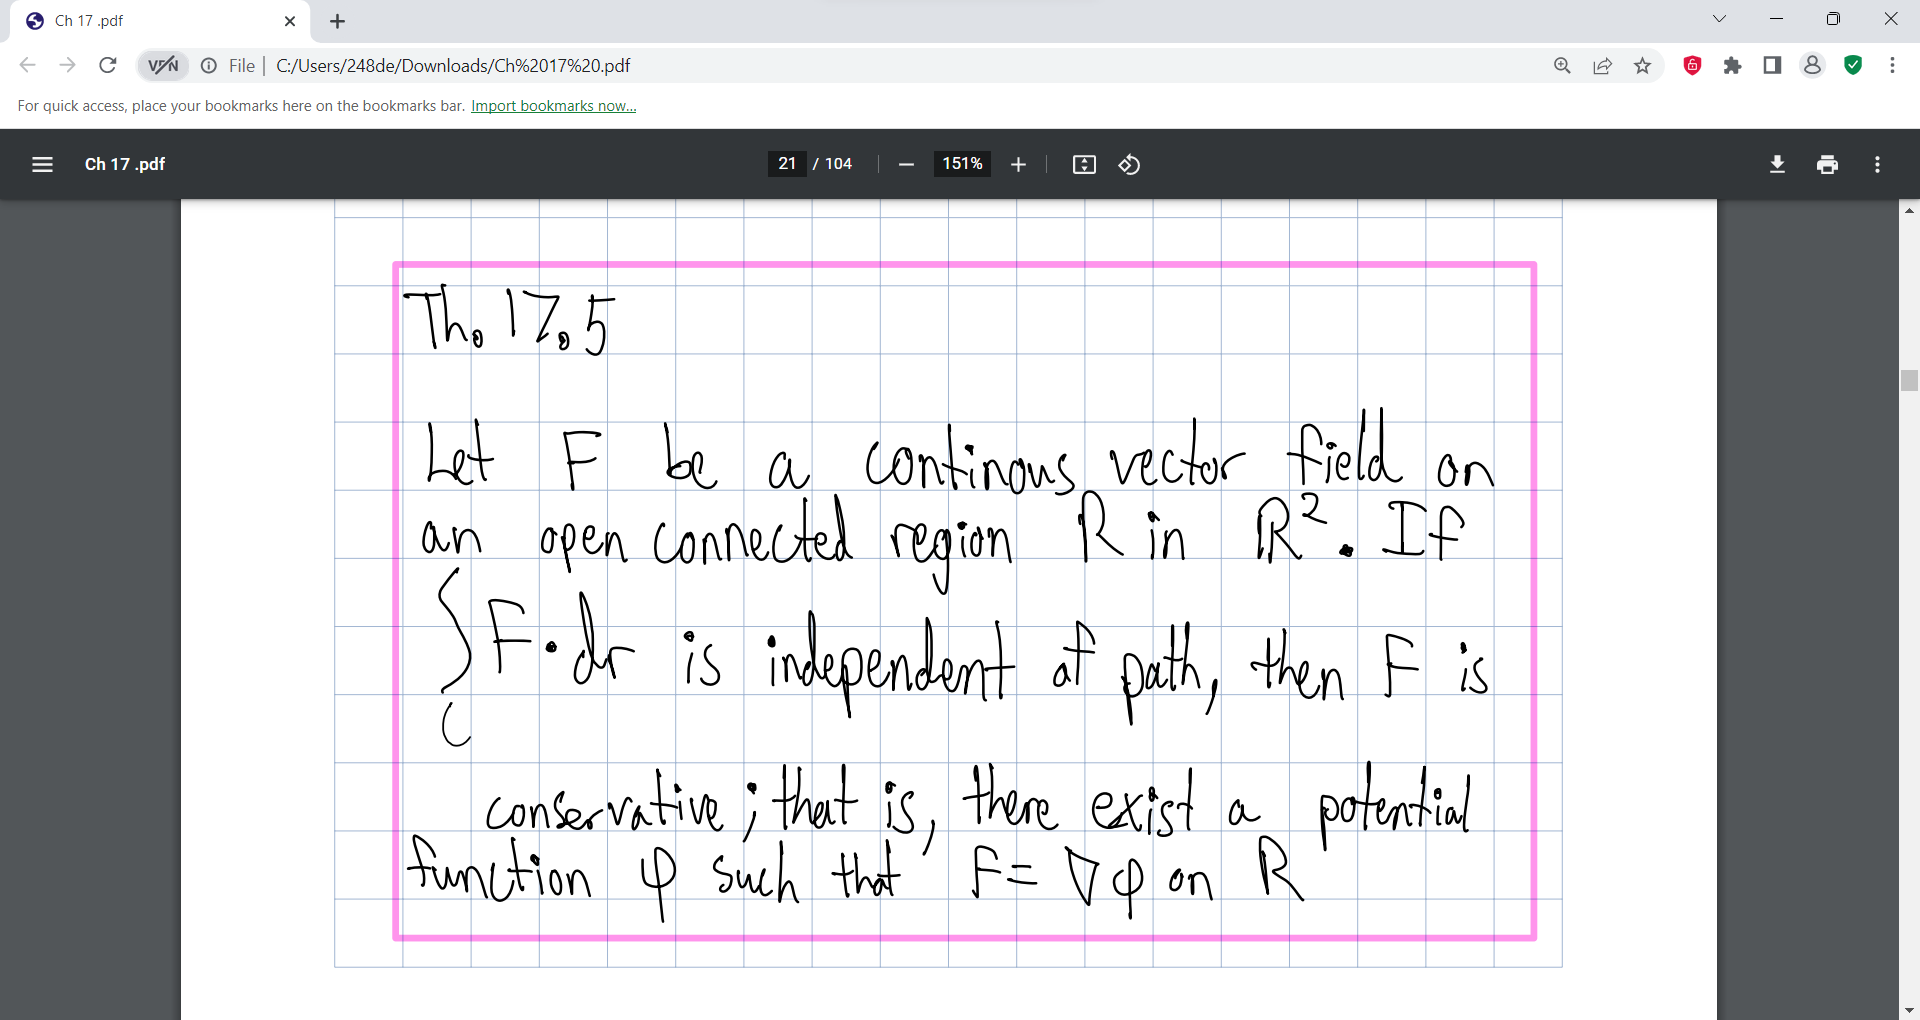 Ch 17 .pdf
VPN File C:/Users/248de/Downloads/Ch%2017%20.pdf
For quick access, place your bookmarks here on the bookmarks bar. Import bookmarks now...
Ch 17 .pdf 21 / 104 151%
Th. 17.5
Let F be a continous vector field on
an open connected region R in ℝ². If
∫ F • dr is independent of path, then F is
C
conservative; that is, there exist a potential
function φ such that F = ∇φ on R